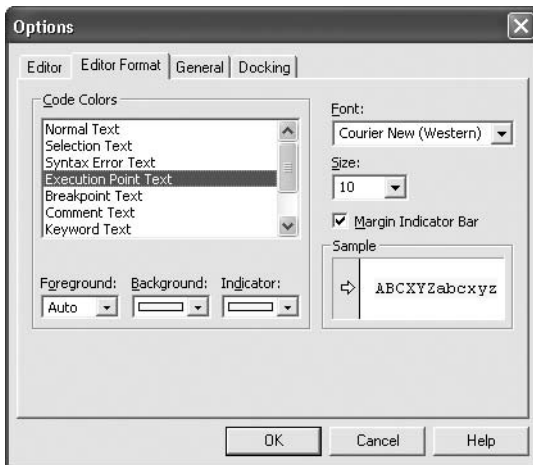 Options
Editor
Editor Format
General
Docking
Code Colors
Normal Text
Selection Text
Syntax Error Text
Execution Point Text
Breakpoint Text
Comment Text
Keyword Text
Foreground:
Background:
Indicator:
Auto
Font:
Courier New (Western)
Size:
10
Margin Indicator Bar
Sample
ABCXYZabcxyz
OK
Cancel
Help